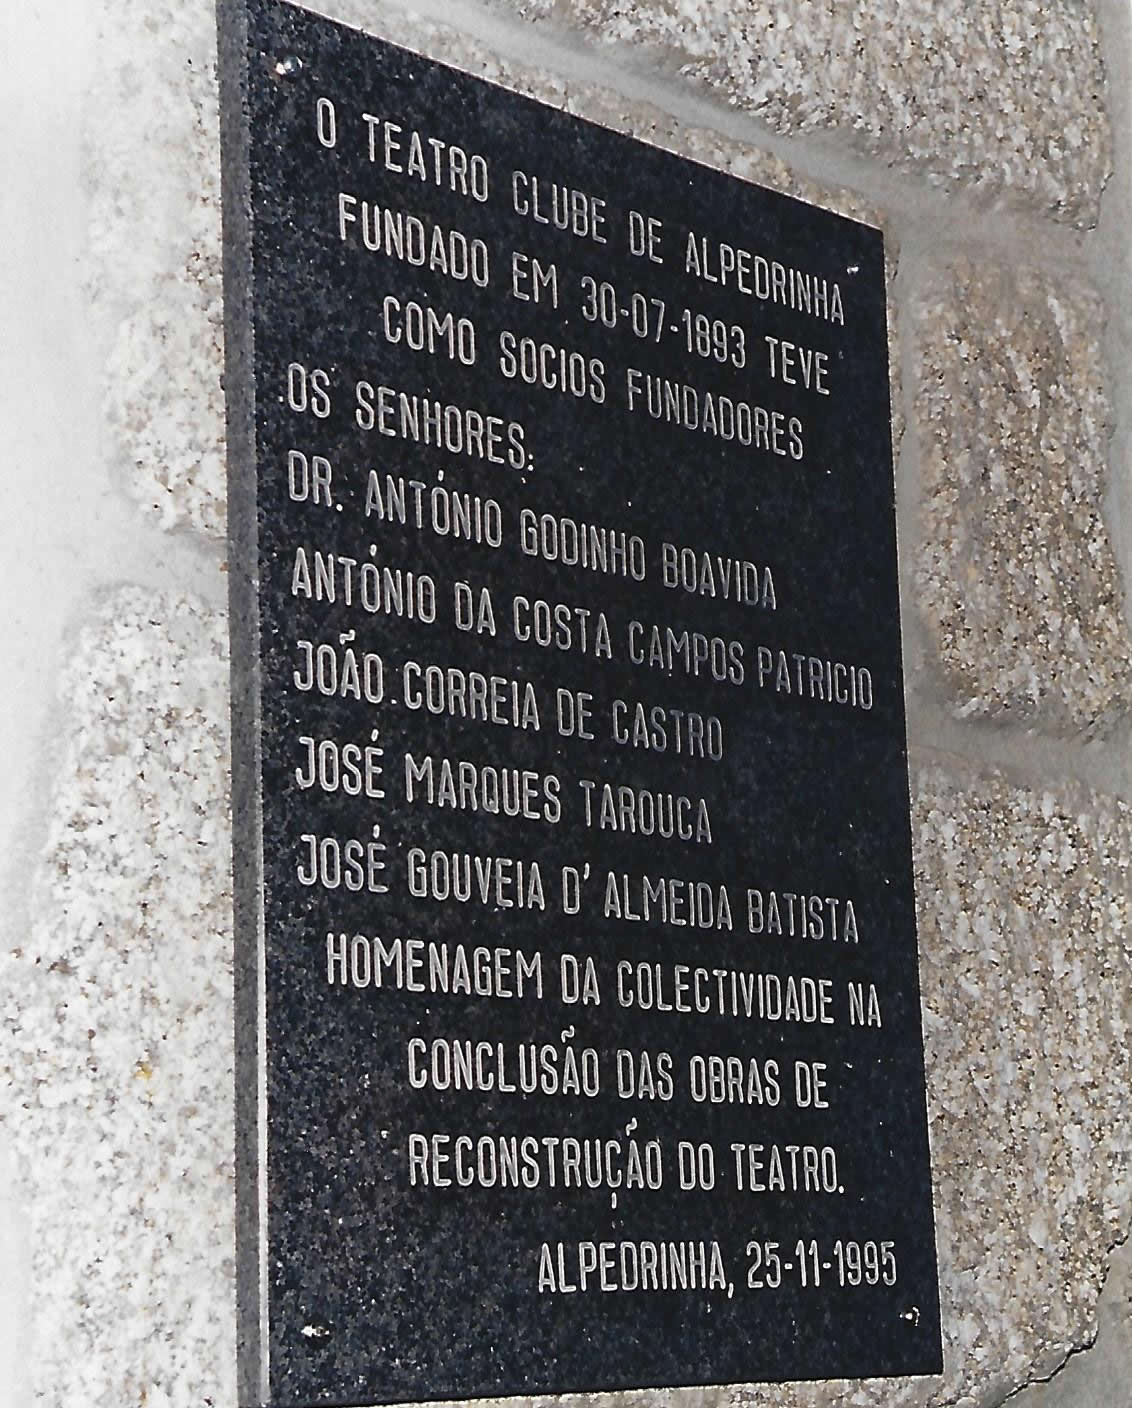 O TEATRO CLUBE DE ALPEDRINHA
FUNDADO EM 30-07-1893 TEVE
COMO SOCIOS FUNDADORES
OS SENHORES:
DR. ANTÓNIO GODINHO BOAVIDA
ANTÓNIO DA COSTA CAMPOS PATRICIO
JOÃO CORREIA DE CASTRO
JOSÉ MARQUES TAROUCA
JOSÉ GOUVEIA D' ALMEIDA BATISTA
HOMENAGEM DA COLECTIVIDADE NA
CONCLUSÃO DAS OBRAS DE
RECONSTRUÇÃO DO TEATRO.
ALPEDRINHA, 25-11-1995